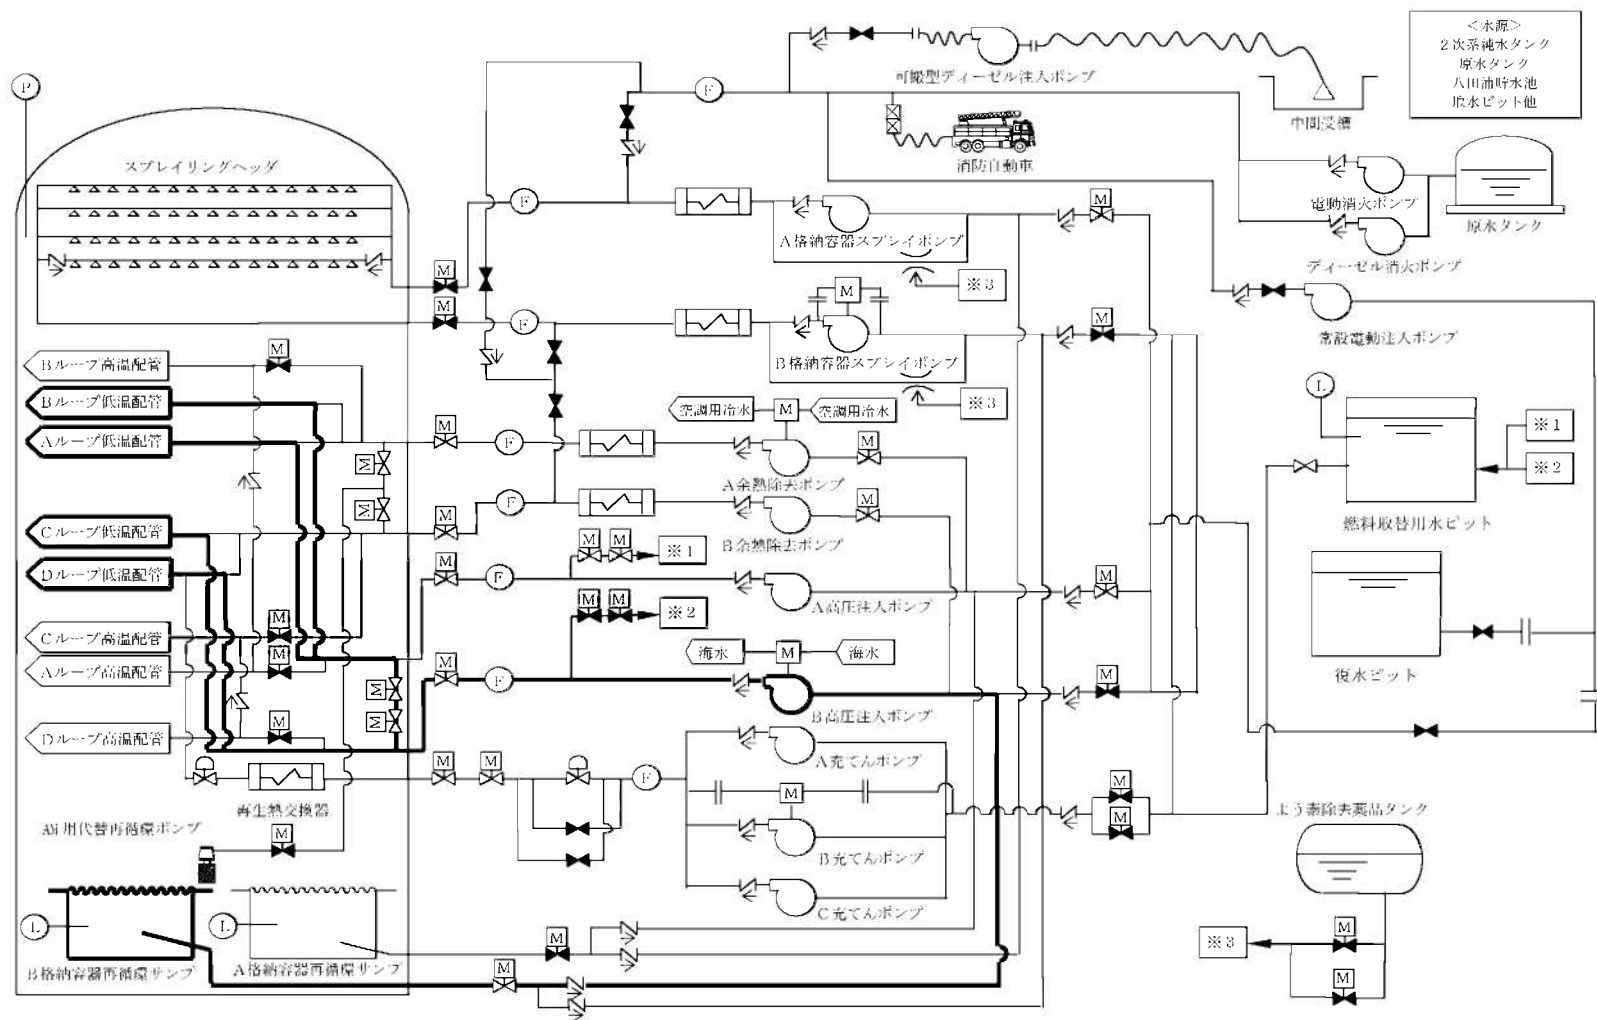 ＜水源＞
２次系純水タンク
原水タンク
八田浦貯水池
取水ピット他
P
スプレイリングヘッダ
F
可搬型ディーゼル注入ポンプ
中間受槽
消防自動車
電動消火ポンプ
原水タンク
ディーゼル消火ポンプ
F
A格納容器スプレイポンプ
M
※3
M
M
F
M
B格納容器スプレイポンプ
M
※3
常設電動注入ポンプ
Bループ高温配管
M
Bループ低温配管
Aループ低温配管
M
M
M
F
空調用冷水
M
空調用冷水
M
A余熱除去ポンプ
L
※1
※2
燃料取替用水ピット
M
F
M
B余熱除去ポンプ
Cループ低温配管
Dループ低温配管
M
M
※1
M
F
A高圧注入ポンプ
M
M
M
※2
復水ピット
Cループ高温配管
M
Aループ高温配管
M
M
M
M
F
海水
M
海水
B高圧注入ポンプ
M
Dループ高温配管
M
再生熱交換器
M
M
F
A充てんポンプ
M
B充てんポンプ
C充てんポンプ
M
M
よう素除去薬品タンク
AM用代替再循環ポンプ
M
L
B格納容器再循環サンプ
L
A格納容器再循環サンプ
M
M
※3
M
M